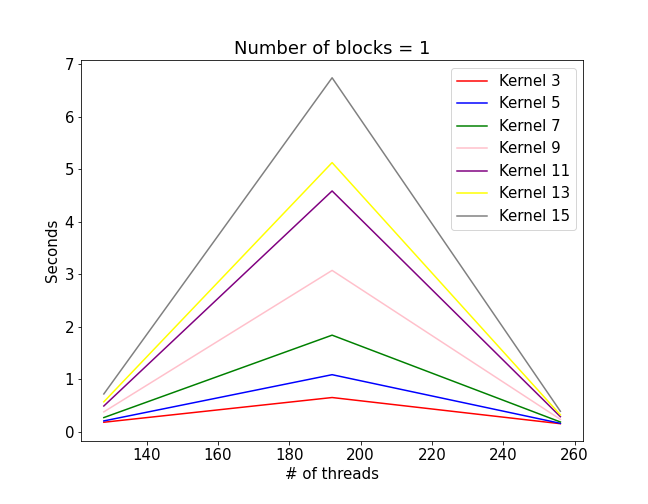 Number of blocks = 1
7
6
5
4
3
2
1
0
Seconds
140
160
180
200
220
240
260
# of threads
Kernel 3
Kernel 5
Kernel 7
Kernel 9
Kernel 11
Kernel 13
Kernel 15